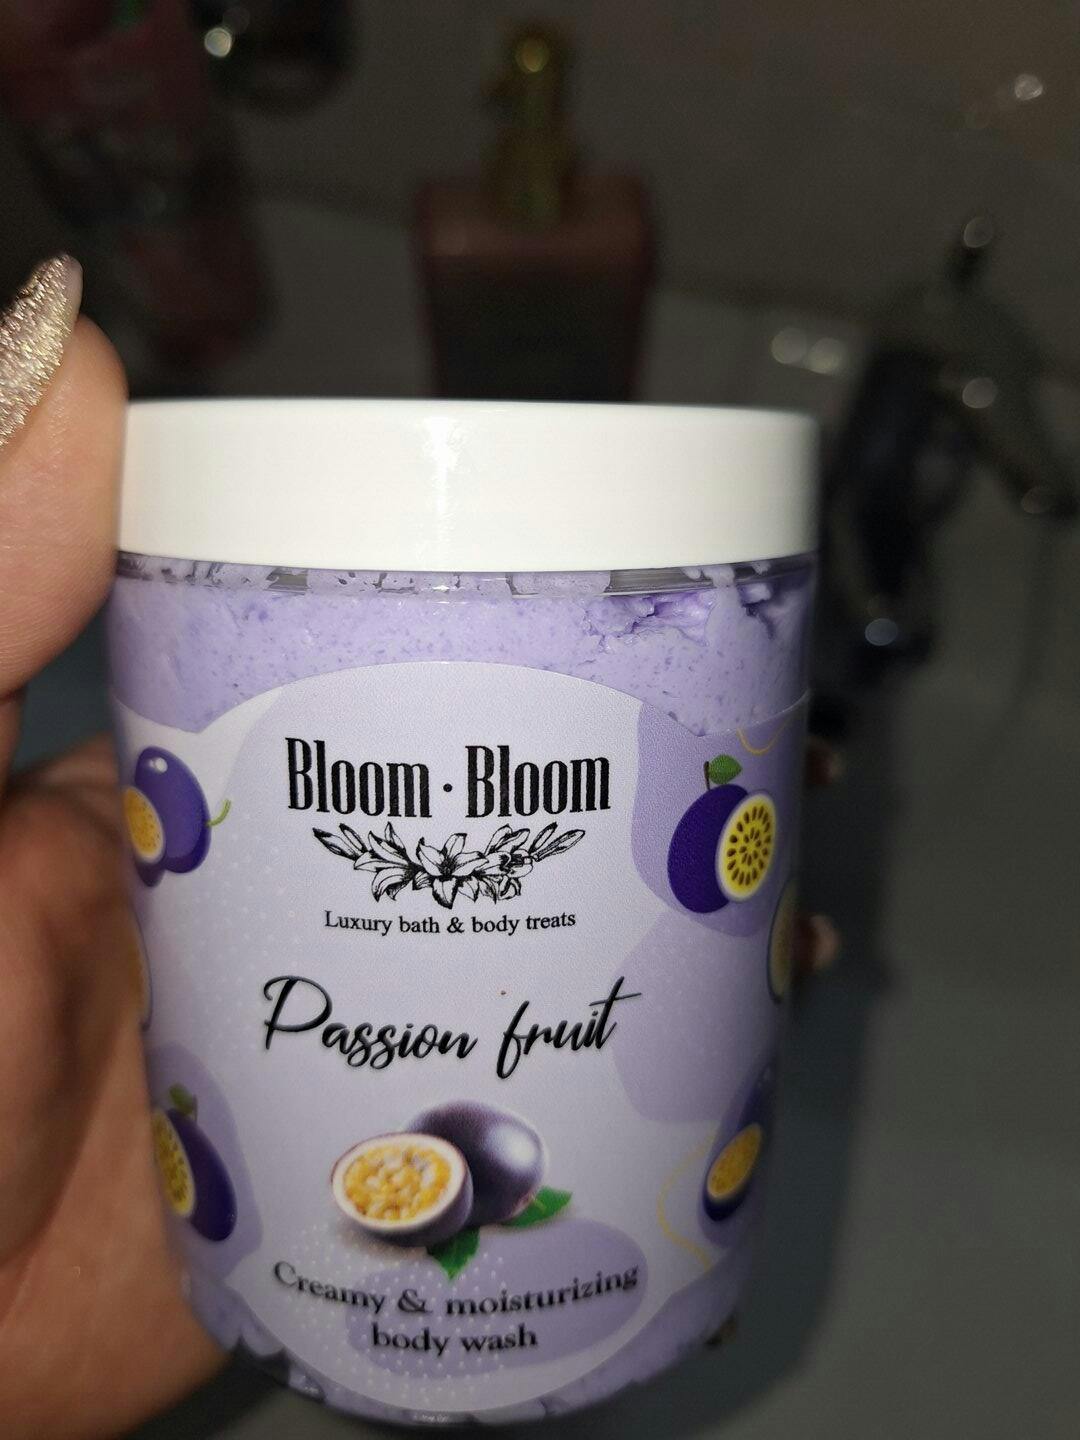 Bloom · Bloom
Luxury bath & body treats
Passion fruit
Creamy & moisturizing
body wash